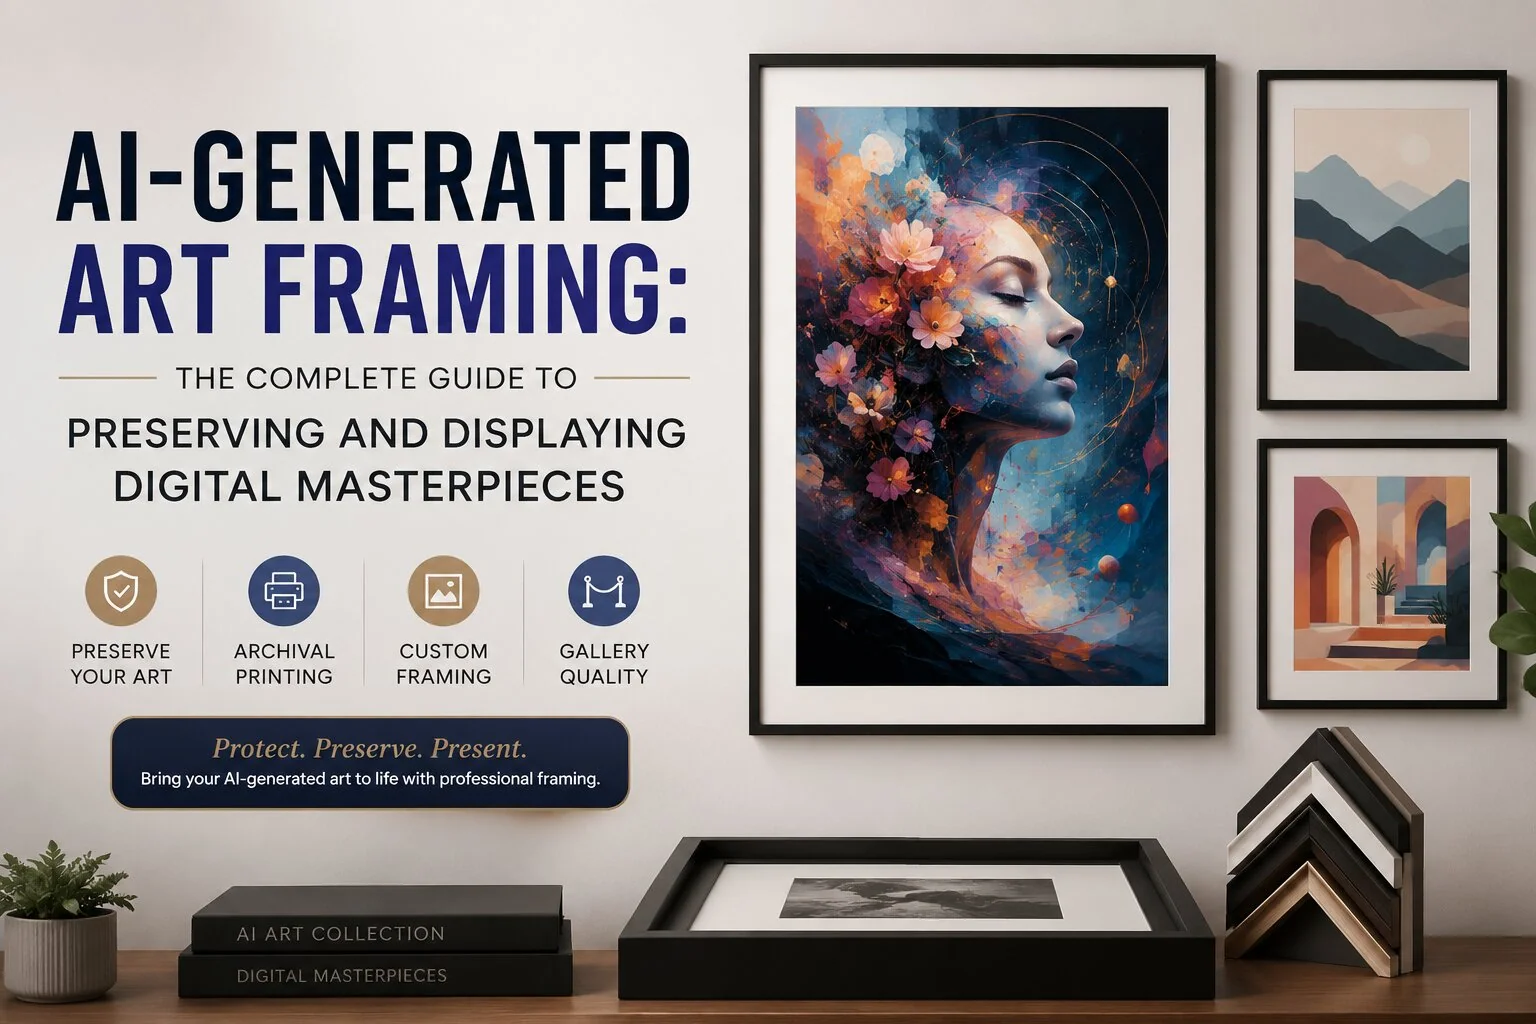 AI-GENERATED
ART FRAMING:
THE COMPLETE GUIDE TO
PRESERVING AND DISPLAYING
DIGITAL MASTERPIECES
PRESERVE
YOUR ART
ARCHIVAL
PRINTING
CUSTOM
FRAMING
GALLERY
QUALITY
Protect. Preserve. Present.
Bring your AI-generated art to life with professional framing.
AI ART COLLECTION
DIGITAL MASTERPIECES